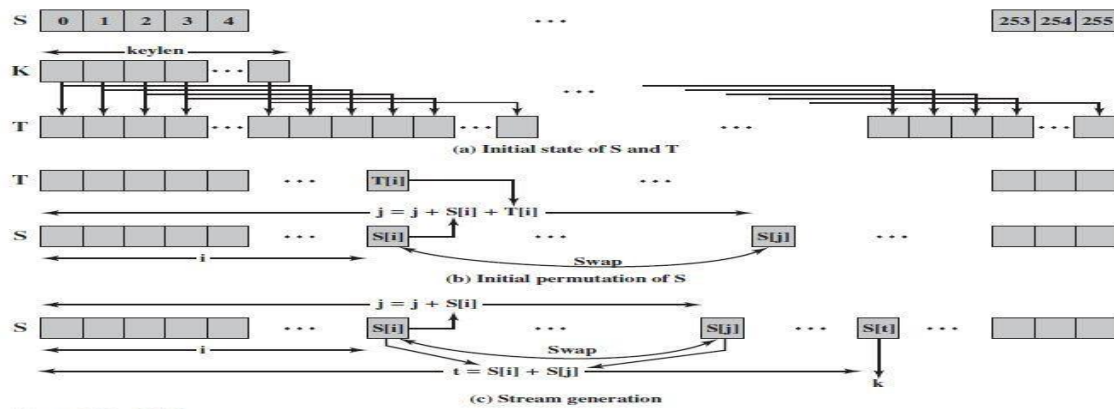 S 0 1 2 3 4 ... 253 254 255
keylen
K ...
...
T ... ... ... ...
(a) Initial state of S and T
T ... T[i] ...
j = j + S[i] + T[i]
S ... S[i] ... S[j] ...
i
Swap
(b) Initial permutation of S
j = j + S[i]
S ... S[i] ... S[j] ... S[t] ...
i
Swap
t = S[i] + S[j]
k
(c) Stream generation